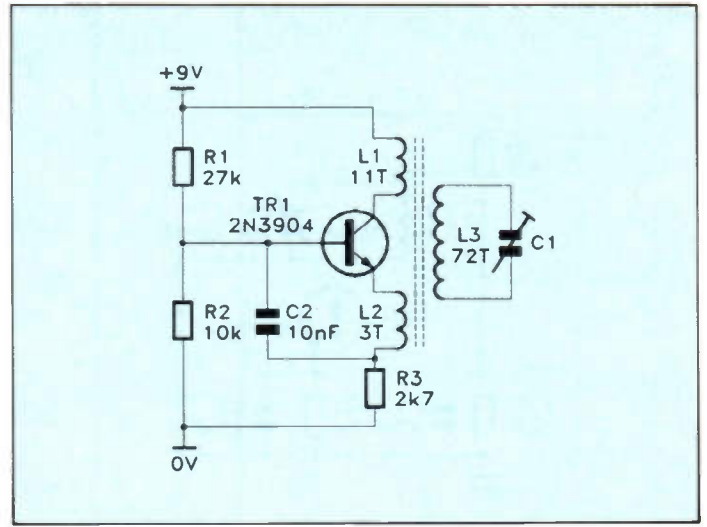 +9V
R1
27k
TR1
2N3904
L1
11T
L3
72T
C1
R2
10k
C2
10nF
L2
3T
R3
2k7
0V